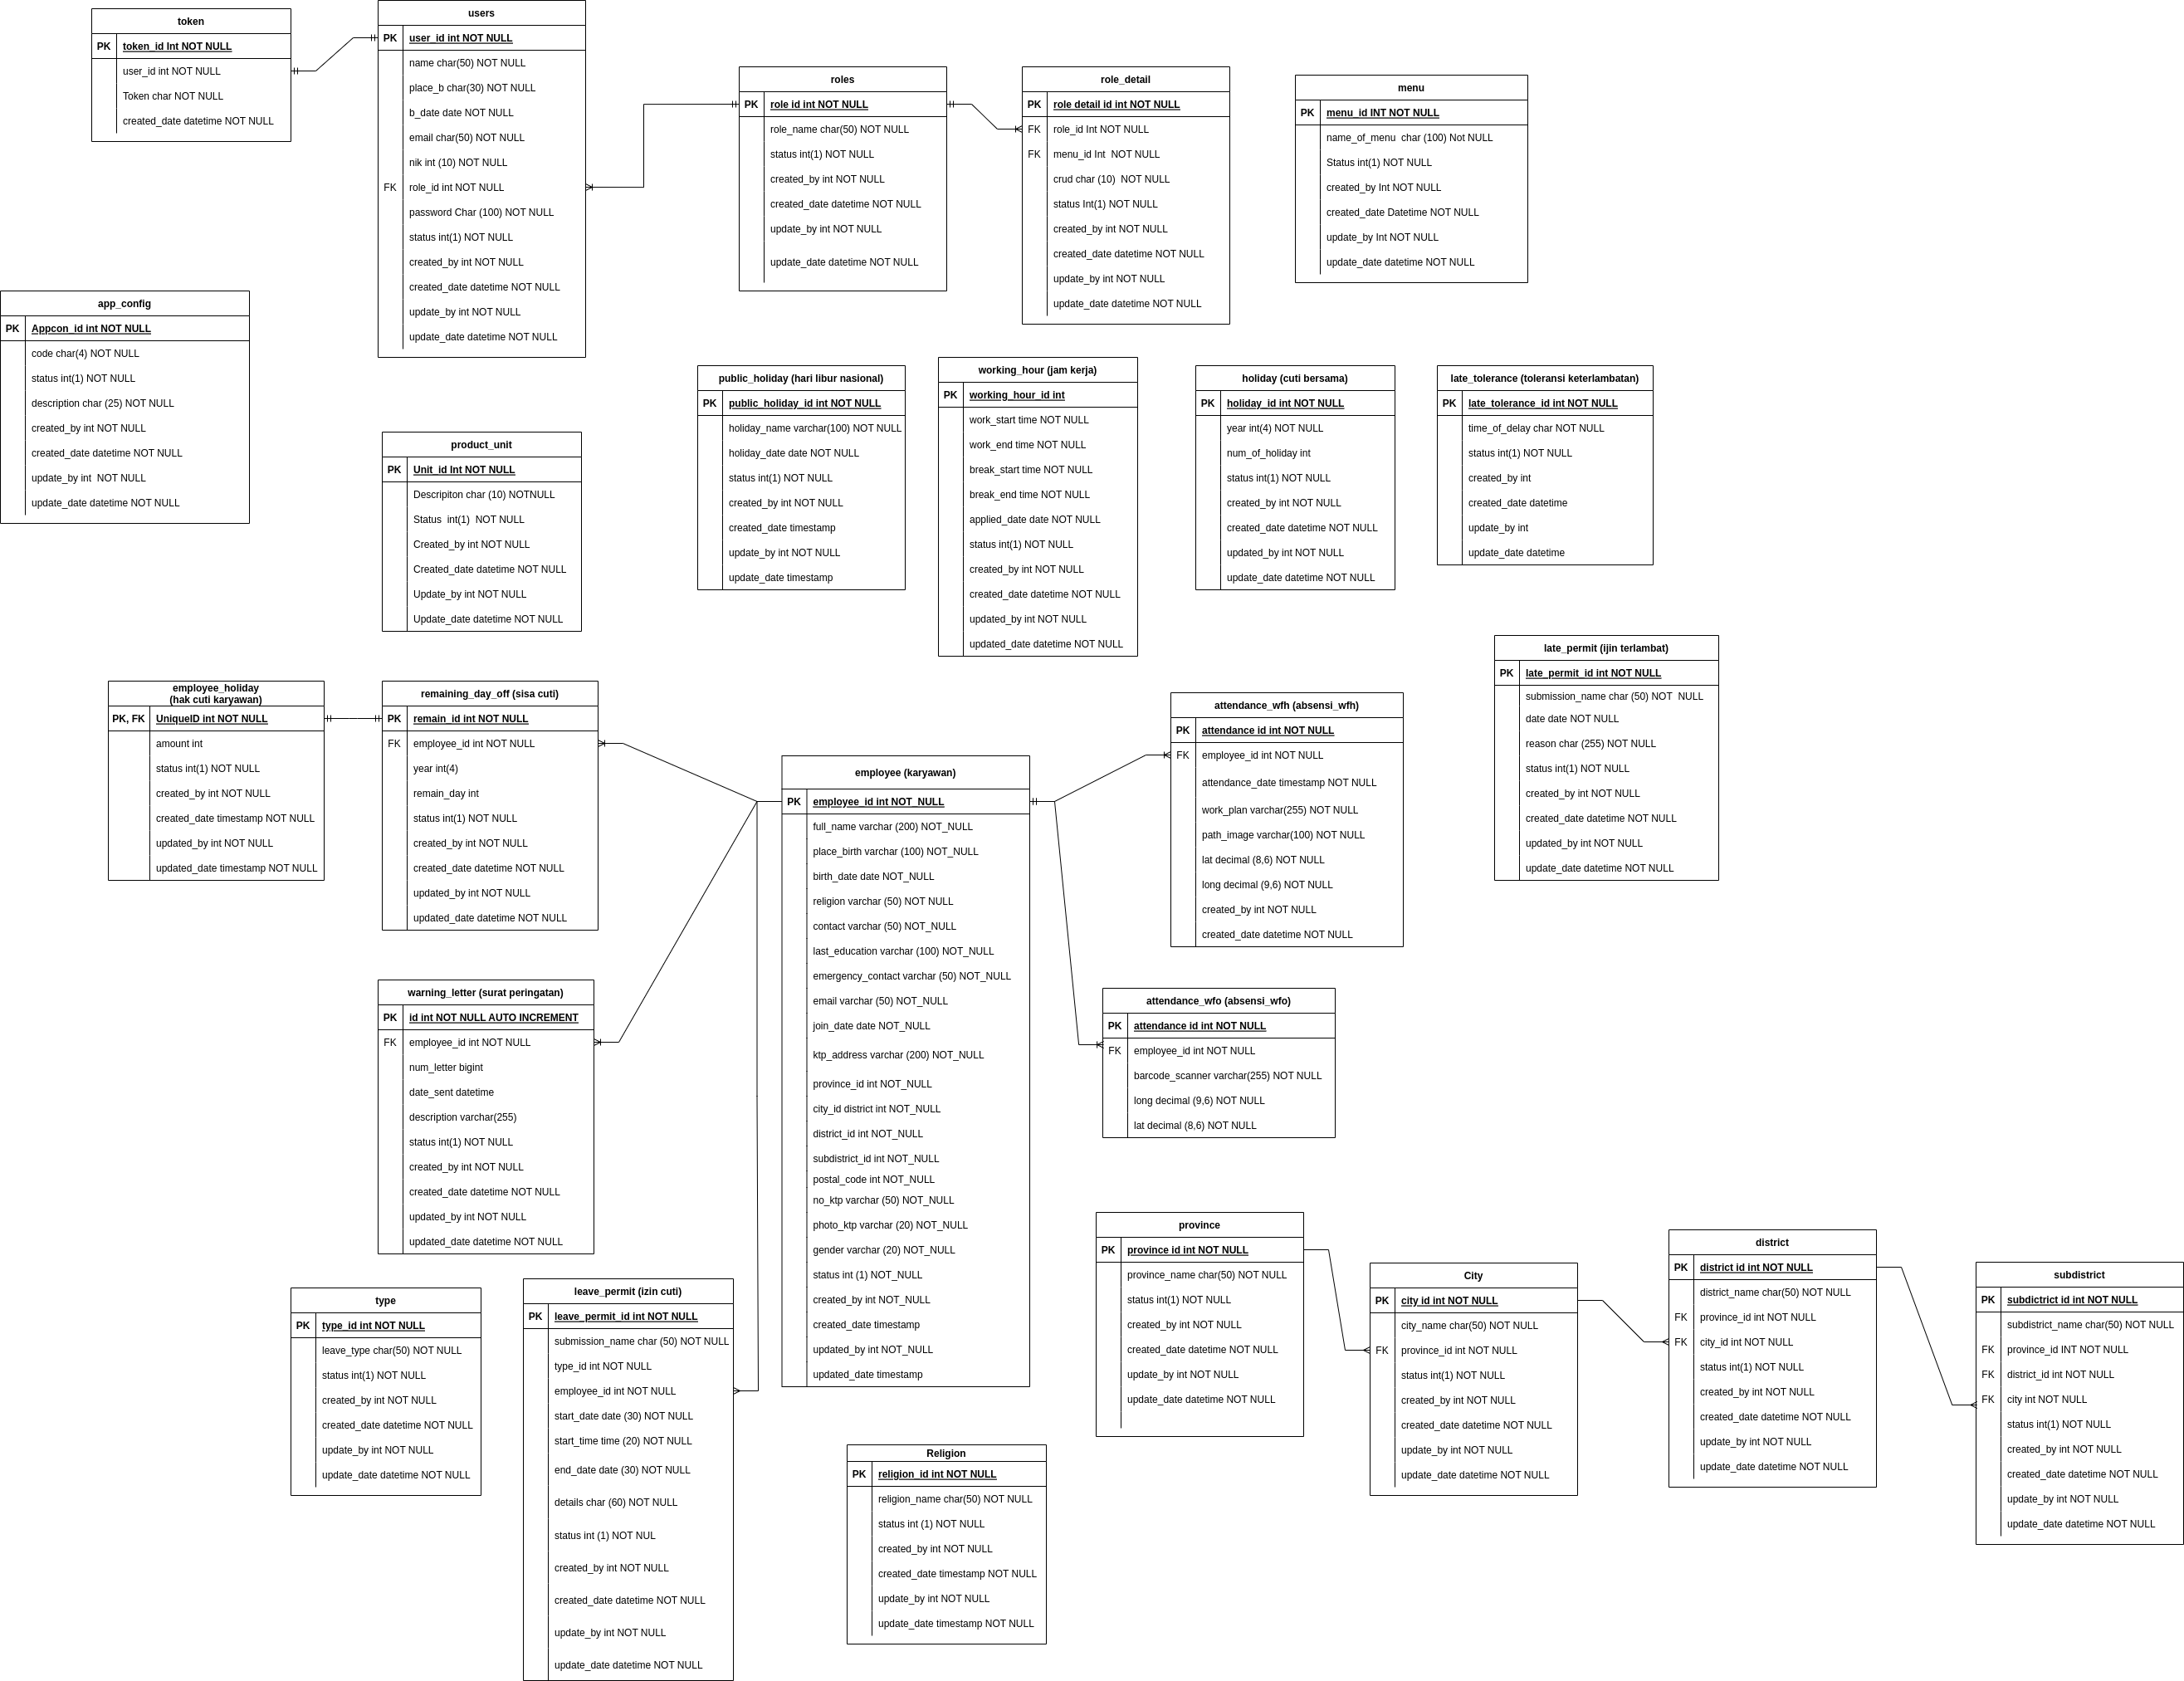 token
PK token_id Int NOT NULL
user_id int NOT NULL
Token char NOT NULL
created_date datetime NOT NULL
users
PK user_id int NOT NULL
name char(50) NOT NULL
place_b char(30) NOT NULL
b_date date NOT NULL
email char(50) NOT NULL
nik int (10) NOT NULL
FK role_id int NOT NULL
password Char (100) NOT NULL
status int(1) NOT NULL
created_by int NOT NULL
created_date datetime NOT NULL
update_by int NOT NULL
update_date datetime NOT NULL
roles
PK role id int NOT NULL
role_name char(50) NOT NULL
status int(1) NOT NULL
created_by int NOT NULL
created_date datetime NOT NULL
update_by int NOT NULL
update_date datetime NOT NULL
role_detail
PK role detail id int NOT NULL
FK role_id Int NOT NULL
FK menu_id Int NOT NULL
crud char (10) NOT NULL
status Int(1) NOT NULL
created_by int NOT NULL
created_date datetime NOT NULL
update_by int NOT NULL
update_date datetime NOT NULL
menu
PK menu_id INT NOT NULL
name_of_menu char (100) Not NULL
Status int(1) NOT NULL
created_by Int NOT NULL
created_date Datetime NOT NULL
update_by Int NOT NULL
update_date datetime NOT NULL
app_config
PK Appcon_id int NOT NULL
code char(4) NOT NULL
status int(1) NOT NULL
description char (25) NOT NULL
created_by int NOT NULL
created_date datetime NOT NULL
update_by int NOT NULL
update_date datetime NOT NULL
product_unit
PK Unit_id Int NOT NULL
Descripiton char (10) NOTNULL
Status int(1) NOT NULL
Created_by int NOT NULL
Created_date datetime NOT NULL
Update_by int NOT NULL
Update_date datetime NOT NULL
public_holiday (hari libur nasional)
PK public_holiday_id int NOT NULL
holiday_name varchar(100) NOT NULL
holiday_date date NOT NULL
status int(1) NOT NULL
created_by int NOT NULL
created_date timestamp
update_by int NOT NULL
update_date timestamp
working_hour (jam kerja)
PK working_hour_id int
work_start time NOT NULL
work_end time NOT NULL
break_start time NOT NULL
break_end time NOT NULL
applied_date date NOT NULL
status int(1) NOT NULL
created_by int NOT NULL
created_date datetime NOT NULL
updated_by int NOT NULL
updated_date datetime NOT NULL
holiday (cuti bersama)
PK holiday_id int NOT NULL
year int(4) NOT NULL
num_of_holiday int
status int(1) NOT NULL
created_by int NOT NULL
created_date datetime NOT NULL
updated_by int NOT NULL
update_date datetime NOT NULL
late_tolerance (toleransi keterlambatan)
PK late_tolerance_id int NOT NULL
time_of_delay char NOT NULL
status int(1) NOT NULL
created_by int
created_date datetime
update_by int
update_date datetime
late_permit (ijin terlambat)
PK late_permit_id int NOT NULL
submission_name char (50) NOT NULL
date date NOT NULL
reason char (255) NOT NULL
status int(1) NOT NULL
created_by int NOT NULL
created_date datetime NOT NULL
updated_by int NOT NULL
update_date datetime NOT NULL
employee_holiday
(hak cuti karyawan)
PK, FK UniqueID int NOT NULL
amount int
status int(1) NOT NULL
created_by int NOT NULL
created_date timestamp NOT NULL
updated_by int NOT NULL
updated_date timestamp NOT NULL
remaining_day_off (sisa cuti)
PK remain_id int NOT NULL
FK employee_id int NOT NULL
year int(4)
remain_day int
status int(1) NOT NULL
created_by int NOT NULL
created_date datetime NOT NULL
updated_by int NOT NULL
updated_date datetime NOT NULL
employee (karyawan)
PK employee_id int NOT_NULL
full_name varchar (200) NOT_NULL
place_birth varchar (100) NOT_NULL
birth_date date NOT_NULL
religion varchar (50) NOT_NULL
contact varchar (50) NOT_NULL
last_education varchar (100) NOT_NULL
emergency_contact varchar (50) NOT_NULL
email varchar (50) NOT_NULL
join_date date NOT_NULL
ktp_address varchar (200) NOT_NULL
province_id int NOT_NULL
city_id district int NOT_NULL
district_id int NOT_NULL
subdistrict_id int NOT_NULL
postal_code int NOT_NULL
no_ktp varchar (50) NOT_NULL
photo_ktp varchar (20) NOT_NULL
gender varchar (20) NOT_NULL
status int (1) NOT_NULL
created_by int NOT_NULL
created_date timestamp
updated_by int NOT_NULL
updated_date timestamp
attendance_wfh (absensi_wfh)
PK attendance id int NOT NULL
FK employee_id int NOT NULL
attendance_date timestamp NOT NULL
work_plan varchar(255) NOT NULL
path_image varchar(100) NOT NULL
lat decimal (8,6) NOT NULL
long decimal (9,6) NOT NULL
created_by int NOT NULL
created_date datetime NOT NULL
attendance_wfo (absensi_wfo)
PK attendance id int NOT NULL
FK employee_id int NOT NULL
barcode_scanner varchar(255) NOT NULL
long decimal (9,6) NOT NULL
lat decimal (8,6) NOT NULL
warning_letter (surat peringatan)
PK id int NOT NULL AUTO INCREMENT
FK employee_id int NOT NULL
num_letter bigint
date_sent datetime
description varchar(255)
status int(1) NOT NULL
created_by int NOT NULL
created_date datetime NOT NULL
updated_by int NOT NULL
updated_date datetime NOT NULL
type
PK type_id int NOT NULL
leave_type char(50) NOT NULL
status int(1) NOT NULL
created_by int NOT NULL
created_date datetime NOT NULL
update_by int NOT NULL
update_date datetime NOT NULL
leave_permit (izin cuti)
PK leave_permit_id int NOT NULL
submission_name char (50) NOT NULL
type_id int NOT NULL
employee_id int NOT NULL
start_date date (30) NOT NULL
start_time time (20) NOT NULL
end_date date (30) NOT NULL
details char (60) NOT NULL
status int (1) NOT NUL
created_by int NOT NULL
created_date datetime NOT NULL
update_by int NOT NULL
update_date datetime NOT NULL
Religion
PK religion_id int NOT NULL
religion_name char(50) NOT NULL
status int (1) NOT NULL
created_by int NOT NULL
created_date timestamp NOT NULL
update_by int NOT NULL
update_date timestamp NOT NULL
province
PK province id int NOT NULL
province_name char(50) NOT NULL
status int(1) NOT NULL
created_by int NOT NULL
created_date datetime NOT NULL
update_by int NOT NULL
update_date datetime NOT NULL
City
PK city id int NOT NULL
city_name char(50) NOT NULL
FK province_id int NOT NULL
status int(1) NOT NULL
created_by int NOT NULL
created_date datetime NOT NULL
update_by int NOT NULL
update_date datetime NOT NULL
district
PK district id int NOT NULL
district_name char(50) NOT NULL
FK province_id int NOT NULL
FK city_id int NOT NULL
status int(1) NOT NULL
created_by int NOT NULL
created_date datetime NOT NULL
update_by int NOT NULL
update_date datetime NOT NULL
subdistrict
PK subdictrict id int NOT NULL
subdistrict_name char(50) NOT NULL
FK province_id INT NOT NULL
FK district_id int NOT NULL
FK city int NOT NULL
status int(1) NOT NULL
created_by int NOT NULL
created_date datetime NOT NULL
update_by int NOT NULL
update_date datetime NOT NULL